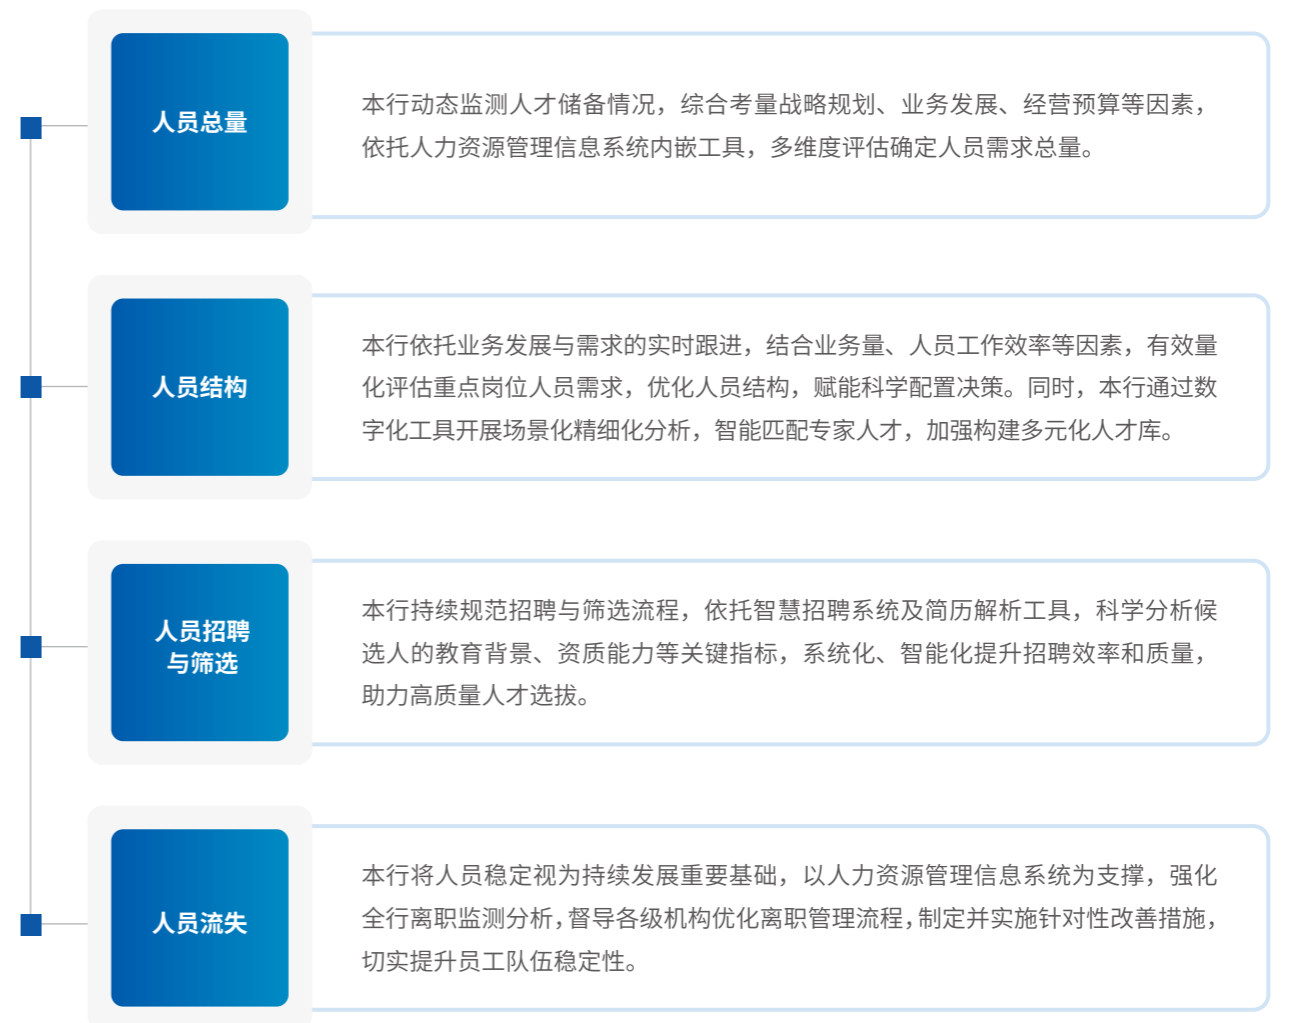 人员总量
本行动态监测人才储备情况，综合考量战略规划、业务发展、经营预算等因素，
依托人力资源管理信息系统内嵌工具，多维度评估确定人员需求总量。
人员结构
本行依托业务发展与需求的实时跟进，结合业务量、人员工作效率等因素，有效量
化评估重点岗位人员需求，优化人员结构，赋能科学配置决策。同时，本行通过数
字化工具开展场景化精细化分析，智能匹配专家人才，加强构建多元化人才库。
人员招聘
与筛选
本行持续规范招聘与筛选流程，依托智慧招聘系统及简历解析工具，科学分析候
选人的教育背景、资质能力等关键指标，系统化、智能化提升招聘效率和质量，
助力高质量人才选拔。
人员流失
本行将人员稳定视为持续发展重要基础，以人力资源管理信息系统为支撑，强化
全行离职监测分析，督导各级机构优化离职管理流程，制定并实施针对性改善措施，
切实提升员工队伍稳定性。